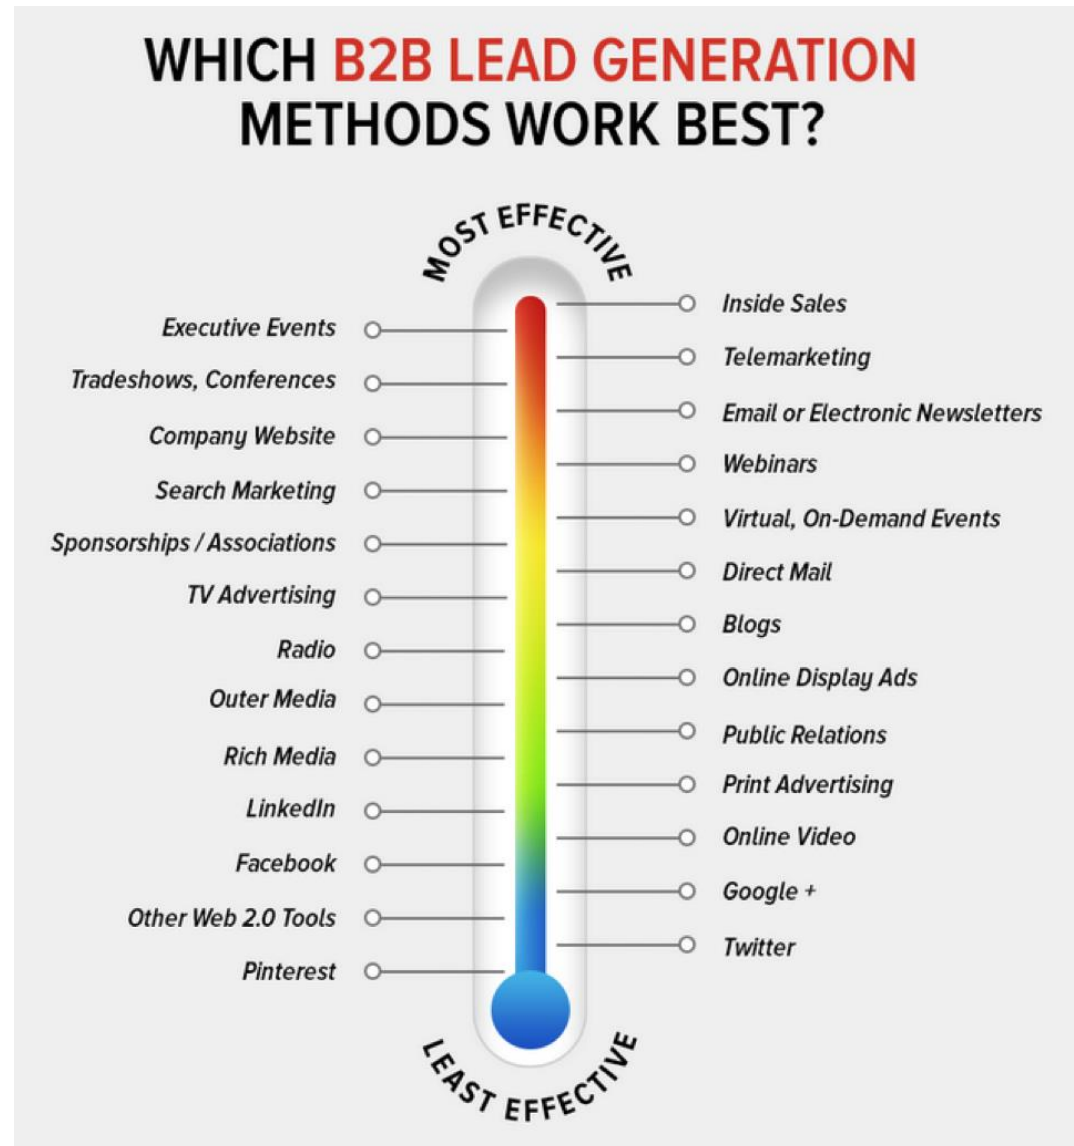 WHICH B2B LEAD GENERATION
METHODS WORK BEST?
MOST EFFECTIVE
Inside Sales
Executive Events
Telemarketing
Tradeshows, Conferences
Email or Electronic Newsletters
Company Website
Webinars
Search Marketing
Virtual, On-Demand Events
Sponsorships / Associations
Direct Mail
TV Advertising
Blogs
Radio
Online Display Ads
Outer Media
Public Relations
Rich Media
Print Advertising
LinkedIn
Online Video
Facebook
Google +
Other Web 2.0 Tools
Twitter
Pinterest
LEAST EFFECTIVE